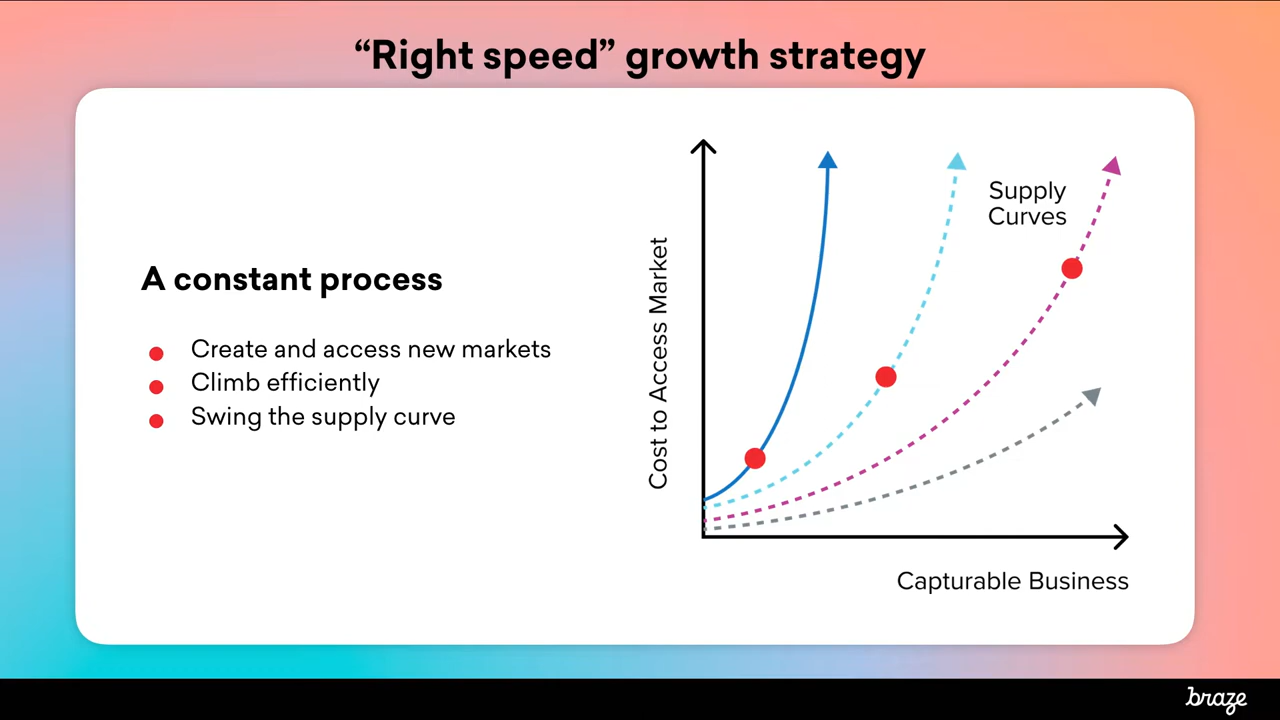 “Right speed” growth strategy
A constant process
Create and access new markets
Climb efficiently
Swing the supply curve
Cost to Access Market
Supply
Curves
Capturable Business
braze